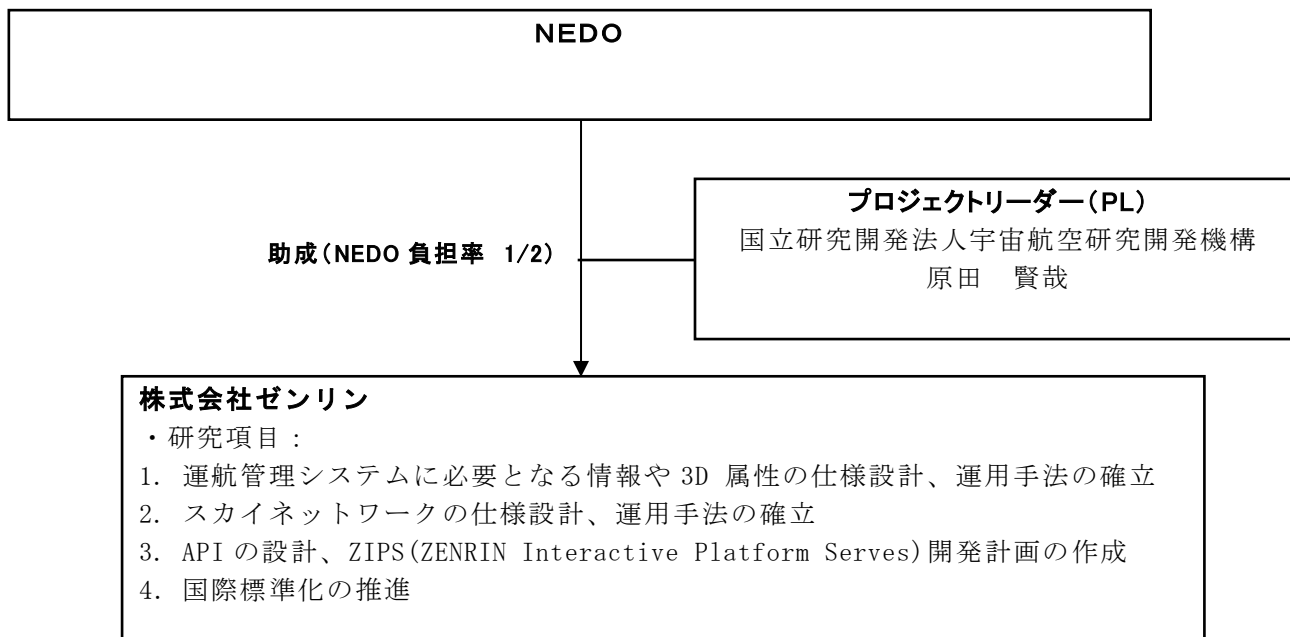 NEDO
プロジェクトリーダー(PL)
国立研究開発法人宇宙航空研究開発機構
原田　賢哉
助成(NEDO 負担率　1/2)
株式会社ゼンリン
・研究項目：
1. 運航管理システムに必要となる情報や 3D 属性の仕様設計、運用手法の確立
2. スカイネットワークの仕様設計、運用手法の確立
3. API の設計、ZIPS(ZENRIN Interactive Platform Serves)開発計画の作成
4. 国際標準化の推進